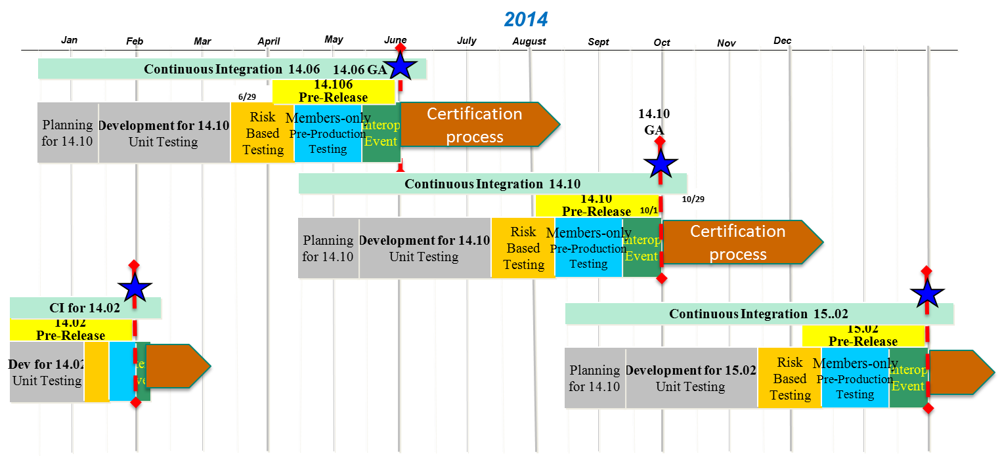 2014
Jan Feb Mar April May June July August Sept Oct Nov Dec
Continuous Integration 14.06 14.06 GA
14.106
Pre-Release
6/29
Planning
for 14.10
Development for 14.10
Unit Testing
Risk
Based
Testing
Members-only
Pre-Production
Testing
Interop
Event
Certification
process
14.10
GA
Continuous Integration 14.10
10/29
14.10
Pre-Release 10/1
Planning
for 14.10
Development for 14.10
Unit Testing
Risk
Based
Testing
Members-only
Pre-Production
Testing
Interop
Event
Certification
process
CI for 14.02
14.02
Pre-Release
Dev for 14.02
Unit Testing
Continuous Integration 15..02
15.02
Pre-Release
Planning
for 14.10
Development for 15.02
Unit Testing
Risk
Based
Testing
Members-only
Pre-Production
Testing
Interop
Event